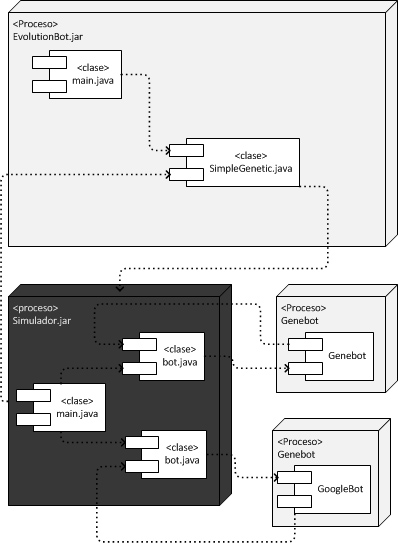 <Proceso>
EvolutionBot.jar
<clase>
main.java
<clase>
SimpleGenetic.java
<proceso>
Simulador.jar
<clase>
bot.java
<clase>
main.java
<clase>
bot.java
<Proceso>
Genebot
Genebot
<Proceso>
Genebot
GoogleBot